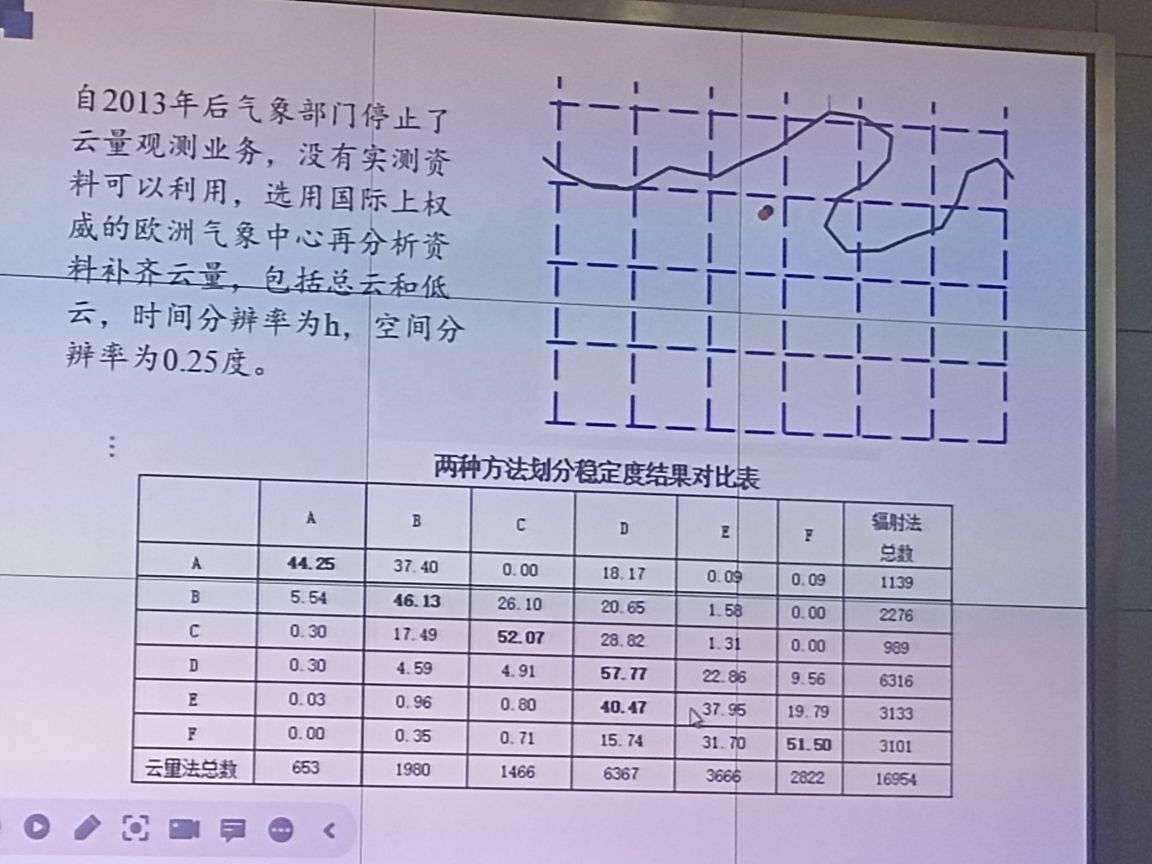 自2013年后气象部门停止了
云量观测业务，没有实测资
料可以利用，选用国际上权
威的欧洲气象中心再分析资
料补齐云量，包括总云和低
云，时间分辨率为h，空间分
辨率为0.25度。
⋮
两种方法划分稳定度结果对比表
A B C D E F 辐射法总数
A 44.25 37.40 0.00 18.17 0.09 0.09 1139
B 5.54 46.13 26.10 20.65 1.58 0.00 2276
C 0.30 17.49 52.07 28.82 1.31 0.00 989
D 0.30 4.59 4.91 57.77 22.86 9.56 6316
E 0.03 0.96 0.80 40.47 37.95 19.79 3133
F 0.00 0.35 0.71 15.74 31.70 51.50 3101
云量法总数 653 1980 1466 6367 3666 2822 16954